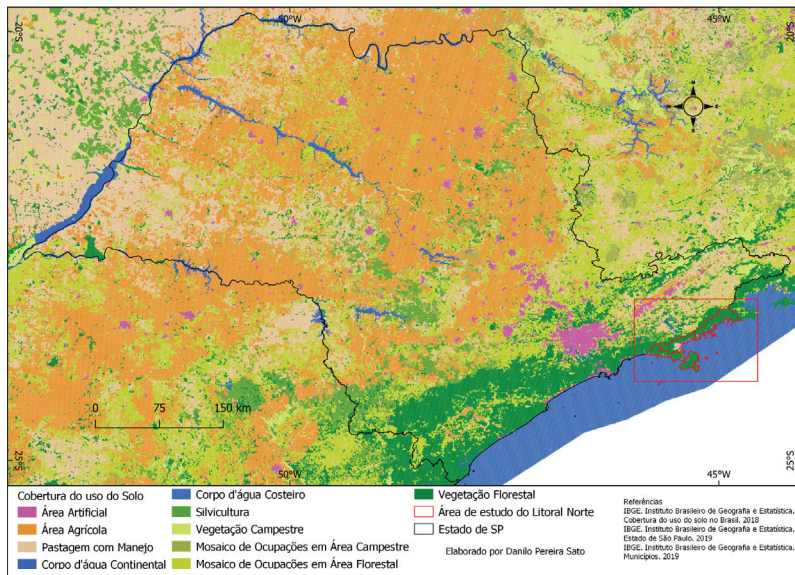 50°W
45°W
20°S
20°S
N
W
E
S
0
75
150 km
25°S
50°W
45°W
25°S
Cobertura do uso do Solo
Área Artificial
Área Agrícola
Pastagem com Manejo
Corpo d'água Continental
Corpo d'água Costeiro
Silvicultura
Vegetação Campestre
Mosaico de Ocupações em Área Campestre
Mosaico de Ocupações em Área Florestal
Vegetação Florestal
Área de estudo do Litoral Norte
Estado de SP
Elaborado por Danilo Pereira Sato
Referências
IBGE. Instituto Brasileiro de Geografia e Estatística.
Cobertura do uso do solo no Brasil. 2018
IBGE. Instituto Brasileiro de Geografia e Estatística.
Estado de São Paulo. 2019
IBGE. Instituto Brasileiro de Geografia e Estatística.
Municípios. 2019